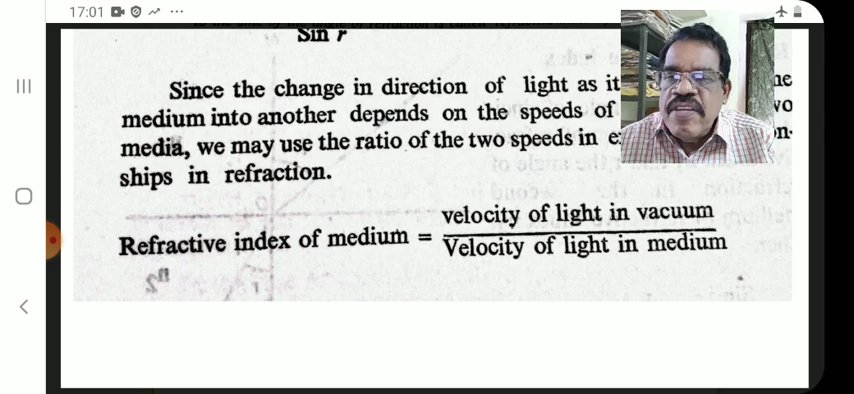 17:01
Sin r
Since the change in direction of light as it
medium into another depends on the speeds of
media, we may use the ratio of the two speeds in
ships in refraction.
Refractive index of medium = velocity of light in vacuum
Velocity of light in medium